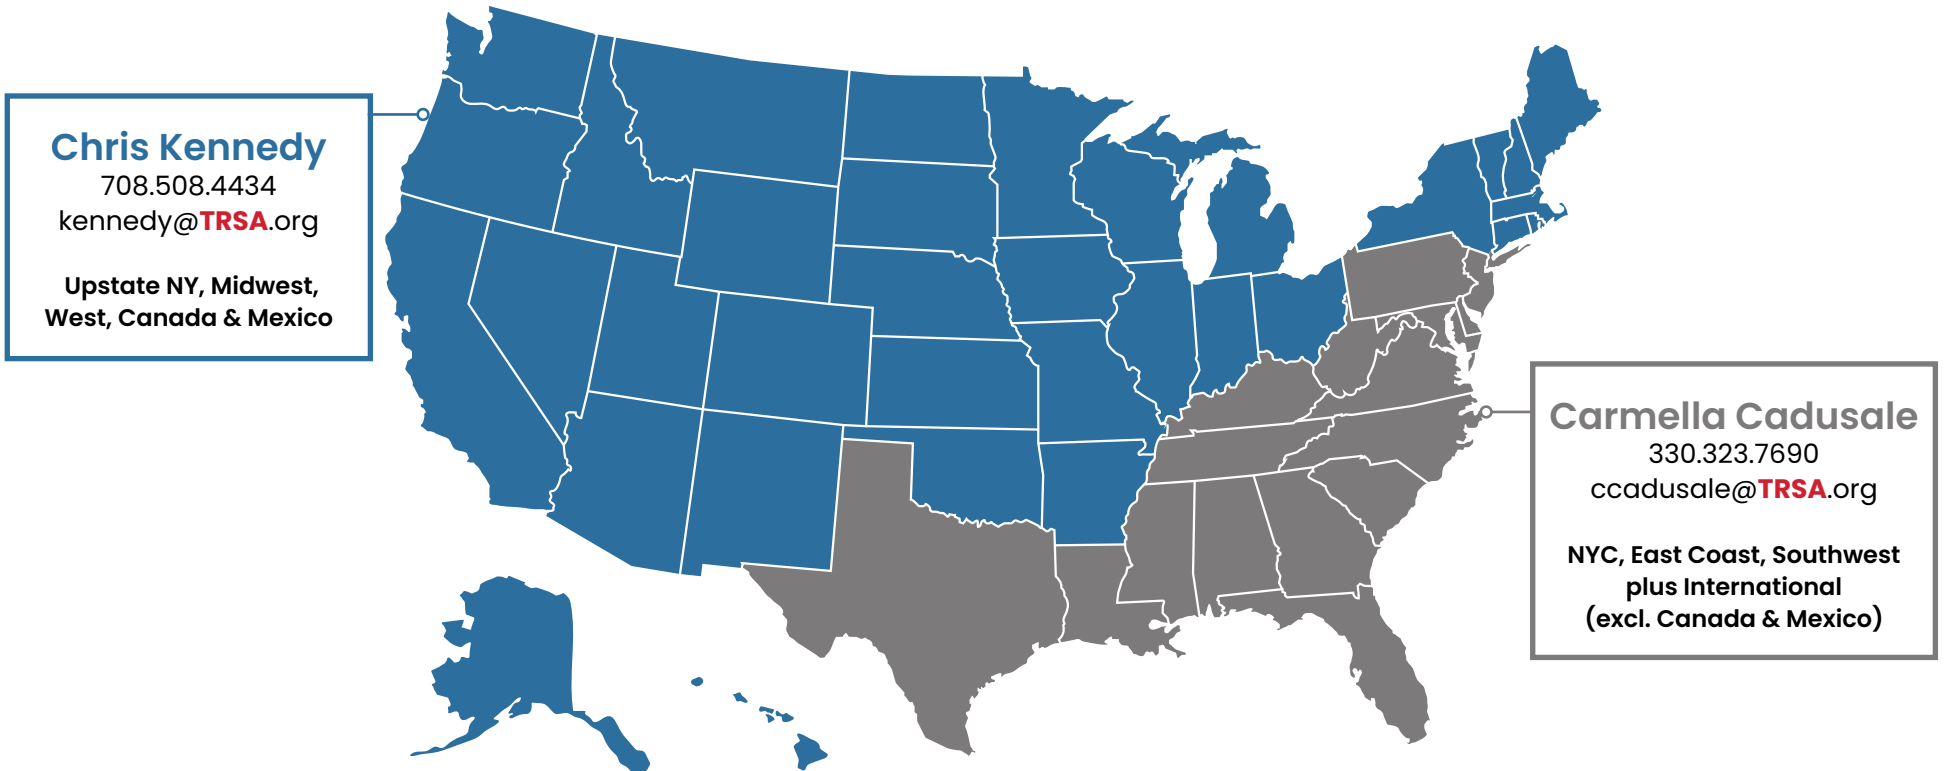 Chris Kennedy
708.508.4434
kennedy@TRSA.org
Upstate NY, Midwest,
West, Canada & Mexico
Carmella Cadusale
330.323.7690
ccadusale@TRSA.org
NYC, East Coast, Southwest
plus International
(excl. Canada & Mexico)